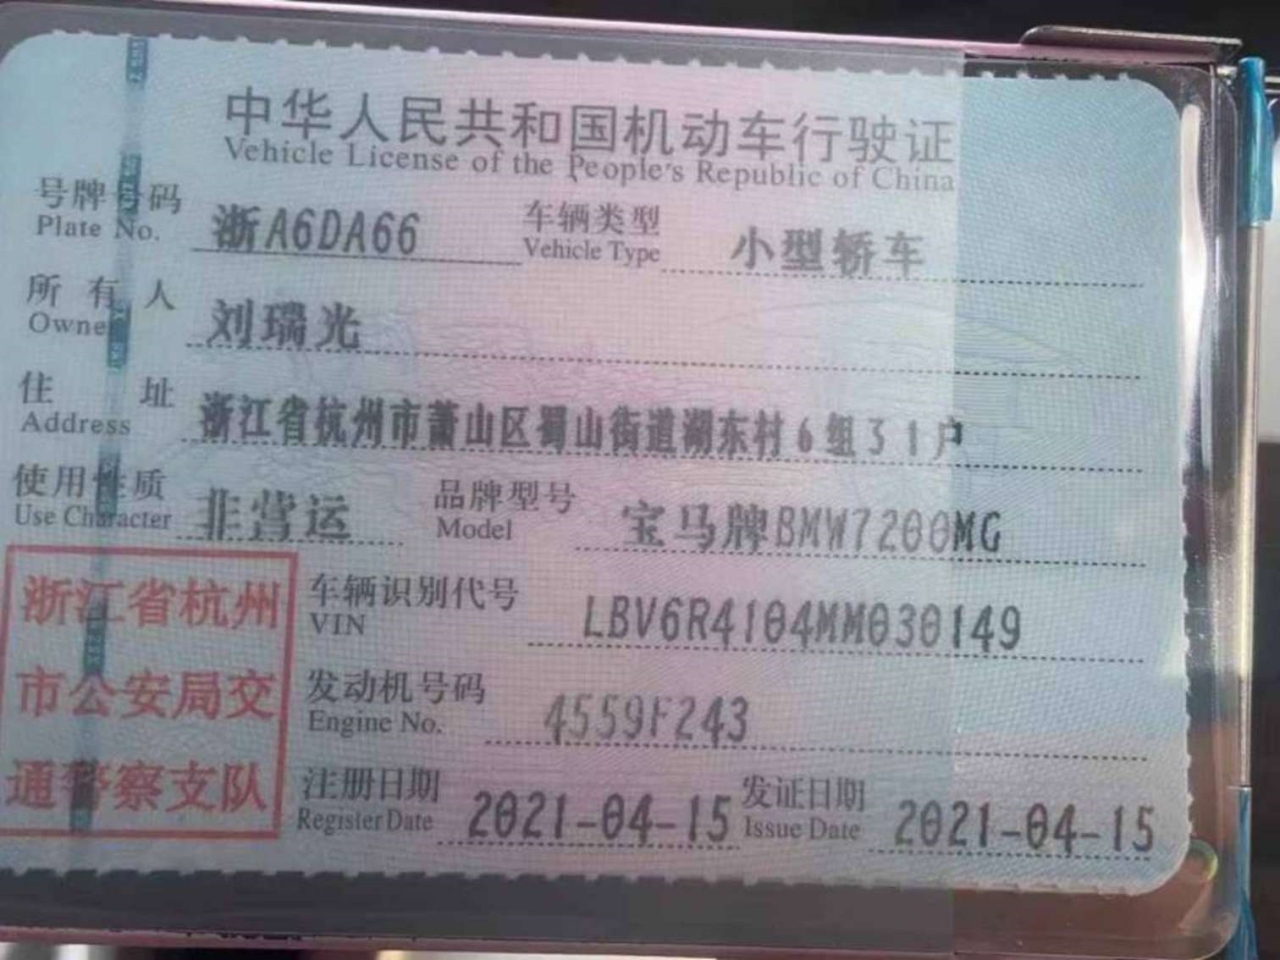 中华人民共和国机动车行驶证
Vehicle License of the People's Republic of China
号牌号码 浙A6DA66 车辆类型 小型轿车
Plate No. Vehicle Type
所有人 刘瑞光
Owner
住址 浙江省杭州市萧山区蜀山街道湖东村6组31户
Address
使用性质 非营运 品牌型号 宝马牌BMW7200MG
Use Character Model
浙江省杭州
市公安局交
通警察支队
车辆识别代号 LBV6R4104MM030149
VIN
发动机号码 4559F243
Engine No.
注册日期 2021-04-15 发证日期 2021-04-15
Register Date Issue Date